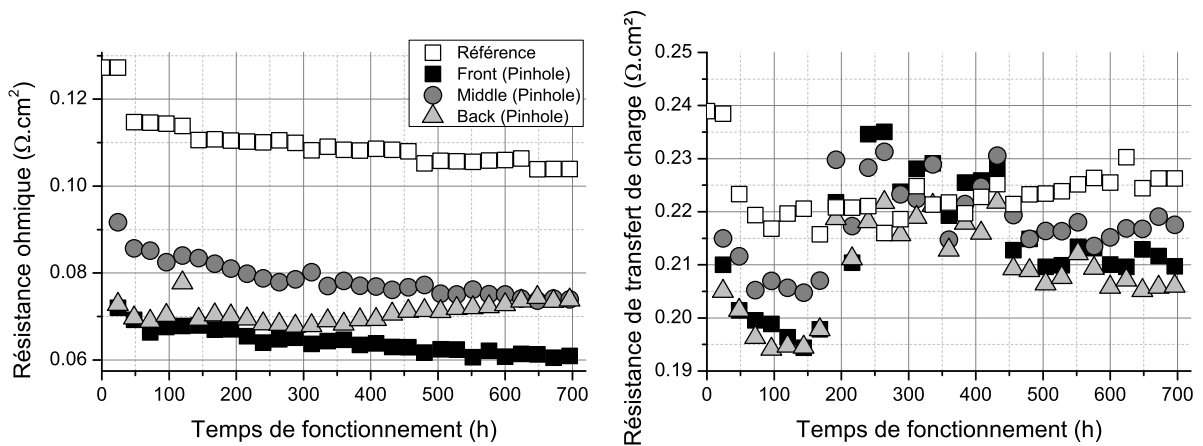 Résistance ohmique (Ω.cm²)
0.12
0.10
0.08
0.06
Référence
Front (Pinhole)
Middle (Pinhole)
Back (Pinhole)
0 100 200 300 400 500 600 700
Temps de fonctionnement (h)
Résistance de transfert de charge (Ω.cm²)
0.25
0.24
0.23
0.22
0.21
0.20
0.19
0 100 200 300 400 500 600 700
Temps de fonctionnement (h)